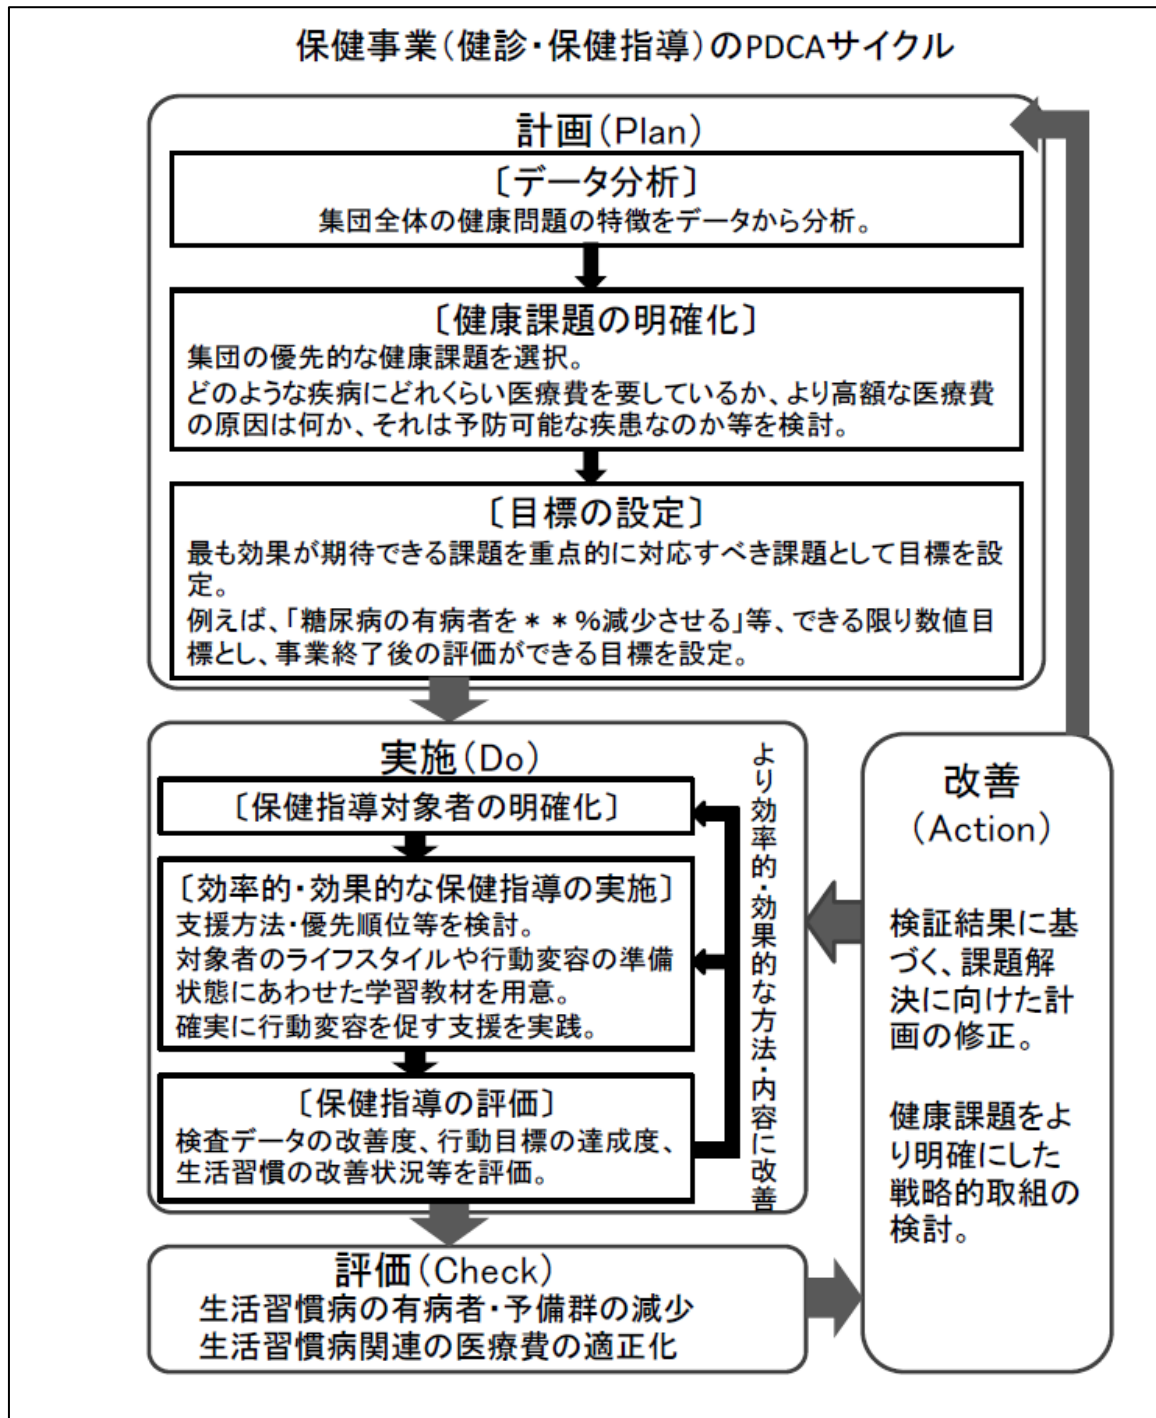 保健事業(健診・保健指導)のPDCAサイクル
計画(Plan)
〔データ分析〕
集団全体の健康問題の特徴をデータから分析。
〔健康課題の明確化〕
集団の優先的な健康課題を選択。
どのような疾病にどれくらい医療費を要しているか、より高額な医療費
の原因は何か、それは予防可能な疾患なのか等を検討。
〔目標の設定〕
最も効果が期待できる課題を重点的に対応すべき課題として目標を設
定。
例えば、「糖尿病の有病者を＊＊%減少させる」等、できる限り数値目
標とし、事業終了後の評価ができる目標を設定。
実施(Do)
〔保健指導対象者の明確化〕
〔効率的・効果的な保健指導の実施〕
支援方法・優先順位等を検討。
対象者のライフスタイルや行動変容の準備
状態にあわせた学習教材を用意。
確実に行動変容を促す支援を実践。
〔保健指導の評価〕
検査データの改善度、行動目標の達成度、
生活習慣の改善状況等を評価。
より効率的・効果的な方法・内容に改善
評価(Check)
生活習慣病の有病者・予備群の減少
生活習慣病関連の医療費の適正化
改善
(Action)
検証結果に基
づく、課題解
決に向けた計
画の修正。
健康課題をよ
り明確にした
戦略的取組の
検討。